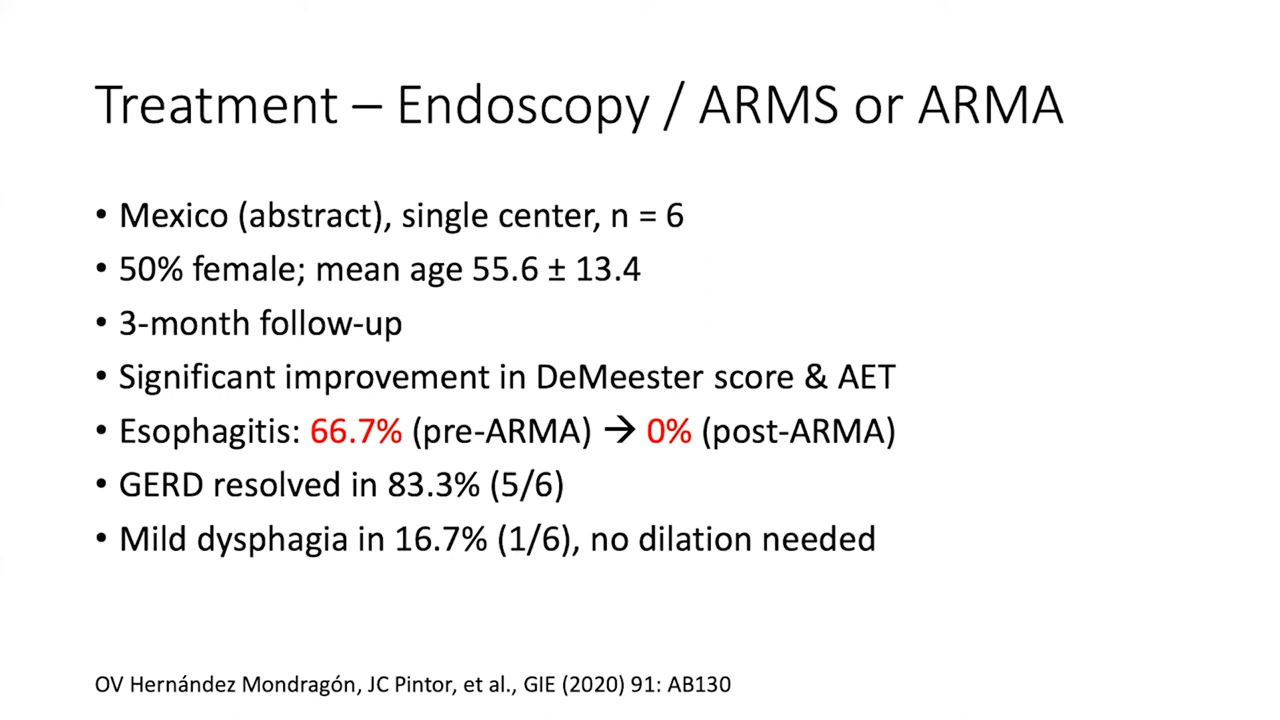 Treatment – Endoscopy / ARMS or ARMA
• Mexico (abstract), single center, n = 6
• 50% female; mean age 55.6 ± 13.4
• 3-month follow-up
• Significant improvement in DeMeester score & AET
• Esophagitis: 66.7% (pre-ARMA) → 0% (post-ARMA)
• GERD resolved in 83.3% (5/6)
• Mild dysphagia in 16.7% (1/6), no dilation needed
OV Hernández Mondragón, JC Pintor, et al., GIE (2020) 91: AB130